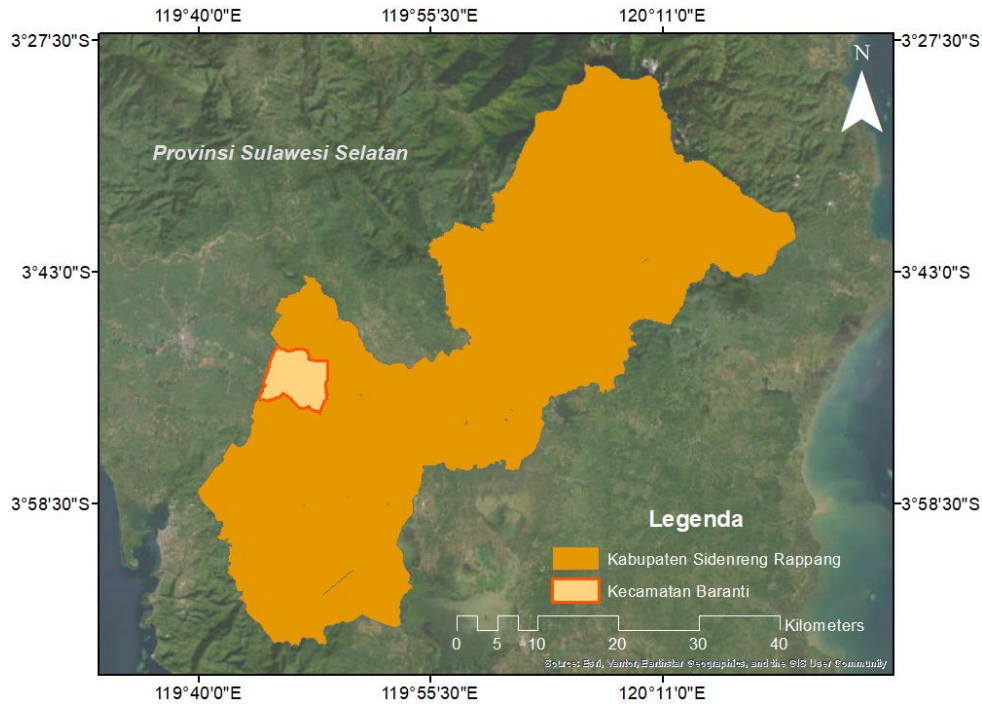 119°40'0"E 119°55'30"E 120°11'0"E
3°27'30"S 3°27'30"S
N
Provinsi Sulawesi Selatan
3°43'0"S 3°43'0"S
3°58'30"S 3°58'30"S
Legenda
Kabupaten Sidenreng Rappang
Kecamatan Baranti
Kilometers
0 5 10 20 30 40
Source: Esri, Vantor, Earthstar Geographics, and the GIS User Community
119°40'0"E 119°55'30"E 120°11'0"E